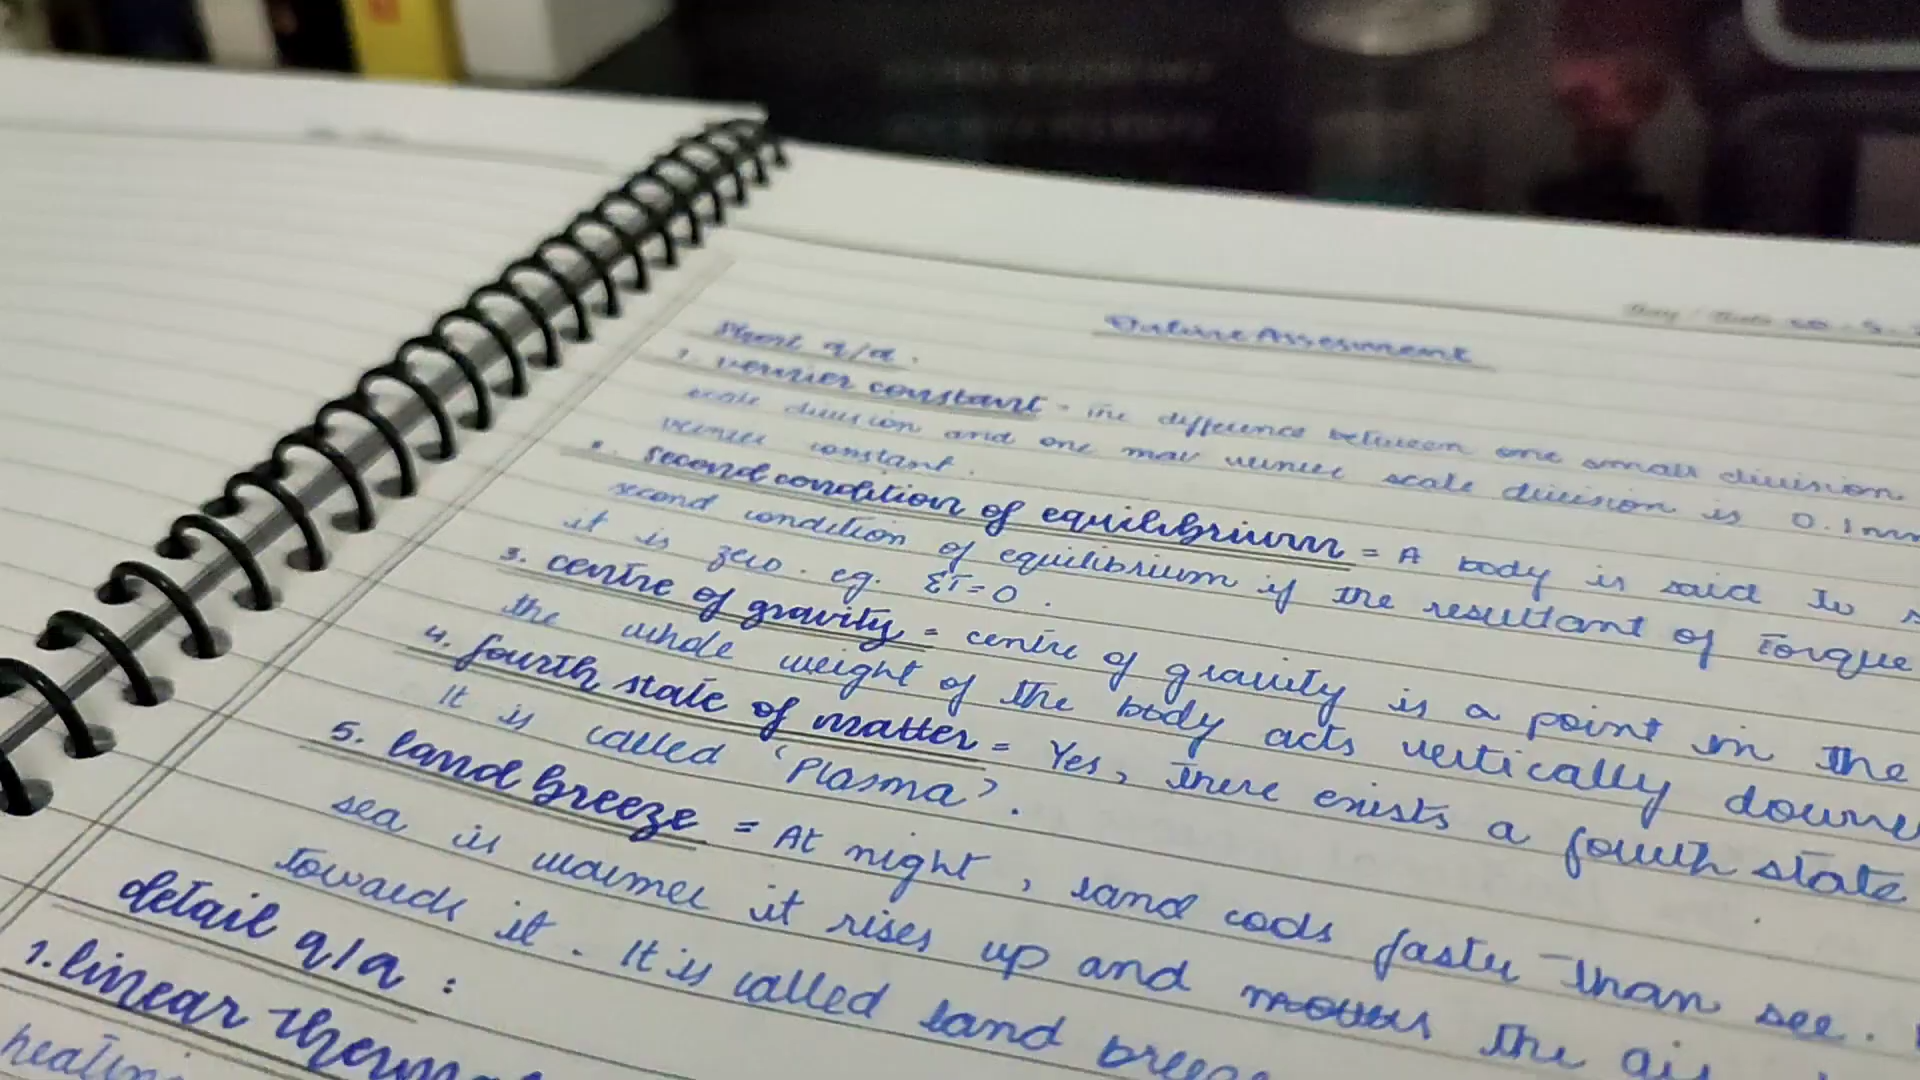 Online Assessment
Short q/a.
1. vernier constant = The difference between one small division
scale division and one vernier scale division is 0.1mm
vernier constant.
2. second condition of equilibrium = A body is said to
second condition of equilibrium if the resultant of torque
it is zero. eg. ΣT=0.
3. centre of gravity = centre of gravity is a point in the
the whole weight of the body acts vertically
4. fourth state of matter = Yes, there exists a fourth state
It is called 'Plasma'.
5. land breeze = At night, land cools faster than see.
sea is warmer it rises up and the air
towards it. It is called land breeze
detail q/a :
1. linear thermal